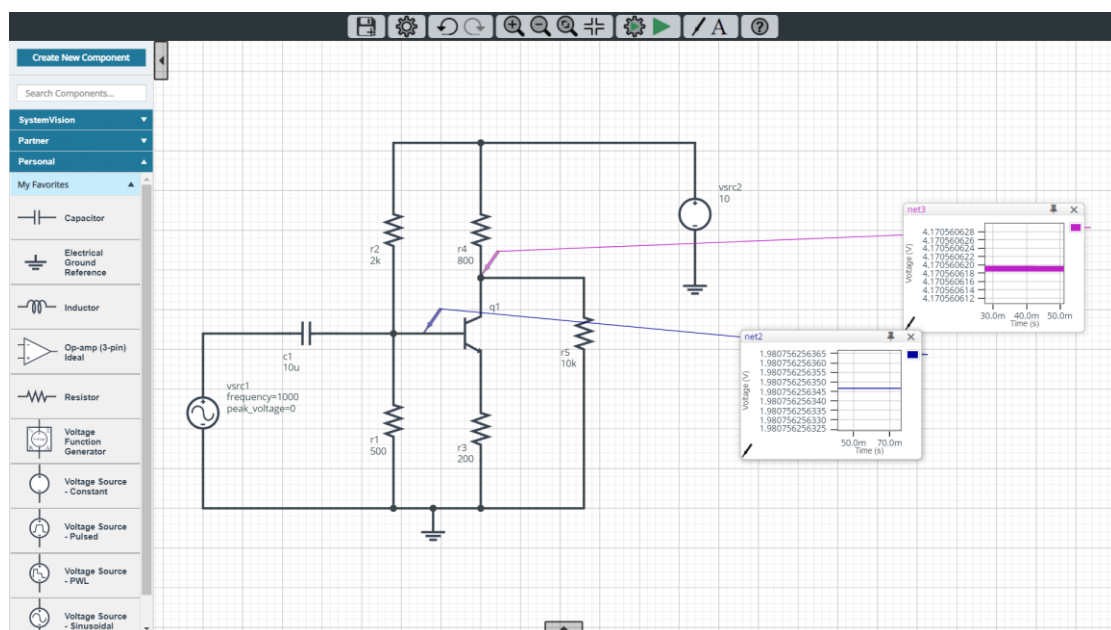 A
?
Create New Component
Search Components...
SystemVision
Partner
Personal
My Favorites
Capacitor
Electrical
Ground
Reference
Inductor
Op-amp (3-pin)
Ideal
Resistor
Voltage
Function
Generator
Voltage Source
- Constant
Voltage Source
- Pulsed
Voltage Source
- PWL
Voltage Source
- Sinusoidal
vsrc2
10
r2
2k
r4
800
q1
c1
10u
r5
10k
vsrc1
frequency=1000
peak_voltage=0
r1
500
r3
200
net3
Voltage (V)
4.170560628
4.170560626
4.170560624
4.170560622
4.170560620
4.170560618
4.170560616
4.170560614
4.170560612
30.0m 40.0m 50.0m
Time (s)
net2
Voltage (V)
1.980756256365
1.980756256360
1.980756256355
1.980756256350
1.980756256345
1.980756256340
1.980756256335
1.980756256330
1.980756256325
50.0m 70.0m
Time (s)